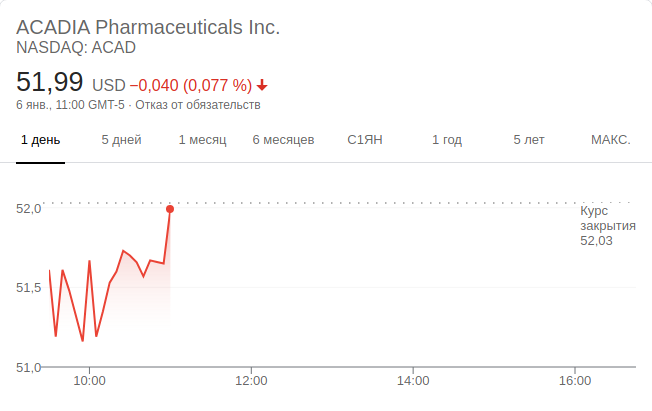 ACADIA Pharmaceuticals Inc.
NASDAQ: ACAD
51,99 USD −0,040 (0,077 %)
6 янв., 11:00 GMT-5 · Отказ от обязательств
1 день 5 дней 1 месяц 6 месяцев С1ЯН 1 год 5 лет МАКС.
52,0
Курс
закрытия
52,03
51,5
51,0
10:00 12:00 14:00 16:00